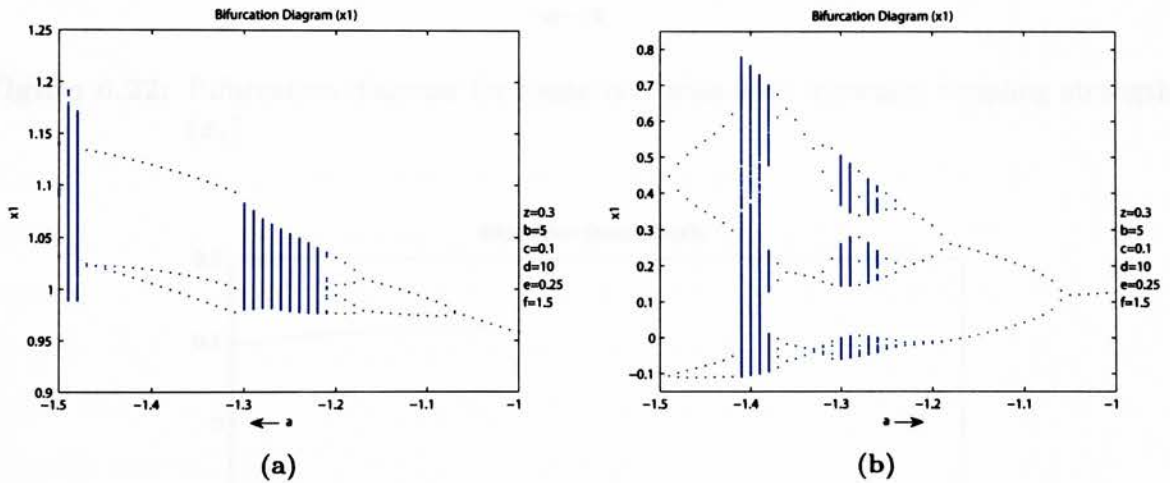 Bifurcation Diagram (x1)
1.25
1.2
1.15
1.1
1.05
1
0.95
0.9
x1
−1.5 −1.4 −1.3 −1.2 −1.1 −1
a
z=0.3
b=5
c=0.1
d=10
e=0.25
f=1.5
(a)
Bifurcation Diagram (x1)
0.8
0.7
0.6
0.5
0.4
0.3
0.2
0.1
0
−0.1
x1
−1.5 −1.4 −1.3 −1.2 −1.1 −1
a
z=0.3
b=5
c=0.1
d=10
e=0.25
f=1.5
(b)